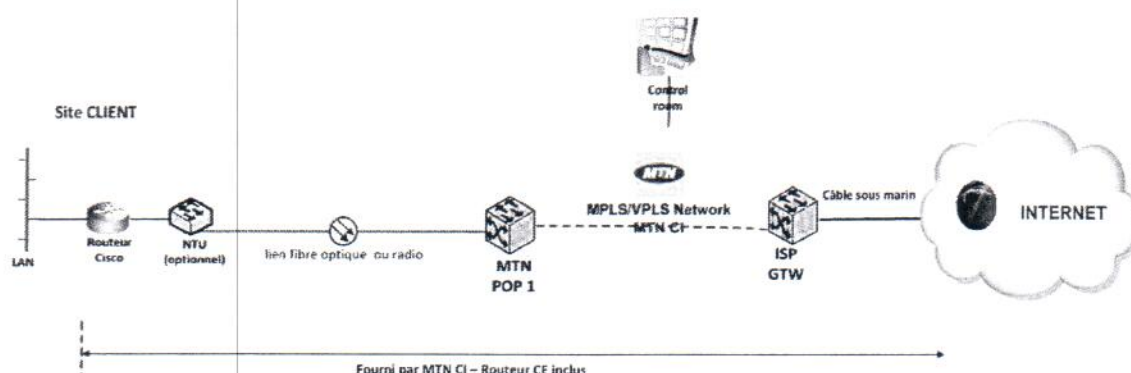 Control
room
Site CLIENT
MTN
Câble sous marin
MPLS/VPLS Network
MTN CI
INTERNET
LAN
Routeur
Cisco
NTU
(optionnel)
lien fibre optique ou radio
MTN
POP 1
ISP
GTW
Fourni par MTN CI – Routeur CE inclus